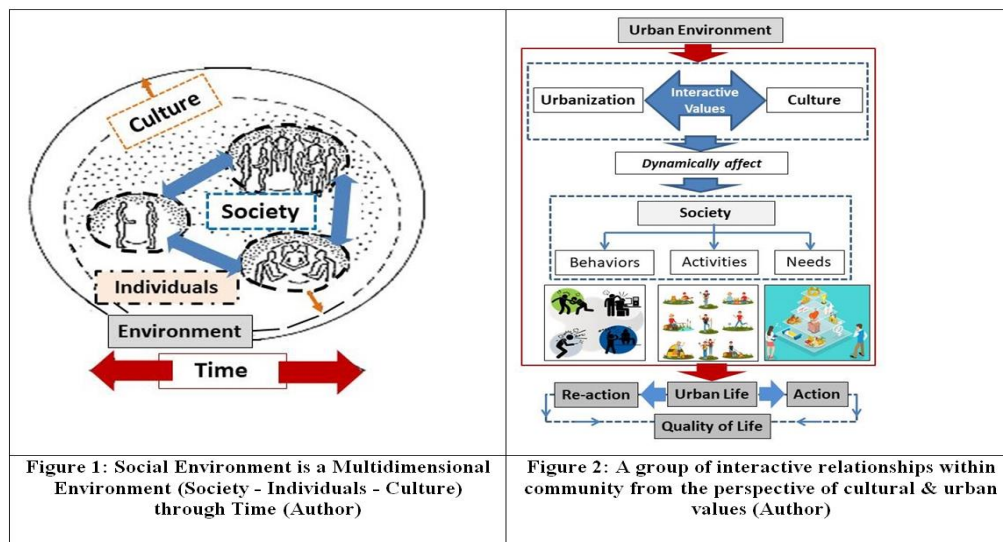 Culture
Society
Individuals
Environment
Time
Figure 1: Social Environment is a Multidimensional
Environment (Society - Individuals - Culture)
through Time (Author)
Urban Environment
Urbanization
Interactive
Values
Culture
Dynamically affect
Society
Behaviors
Activities
Needs
Re-action
Urban Life
Action
Quality of Life
Figure 2: A group of interactive relationships within
community from the perspective of cultural & urban
values (Author)